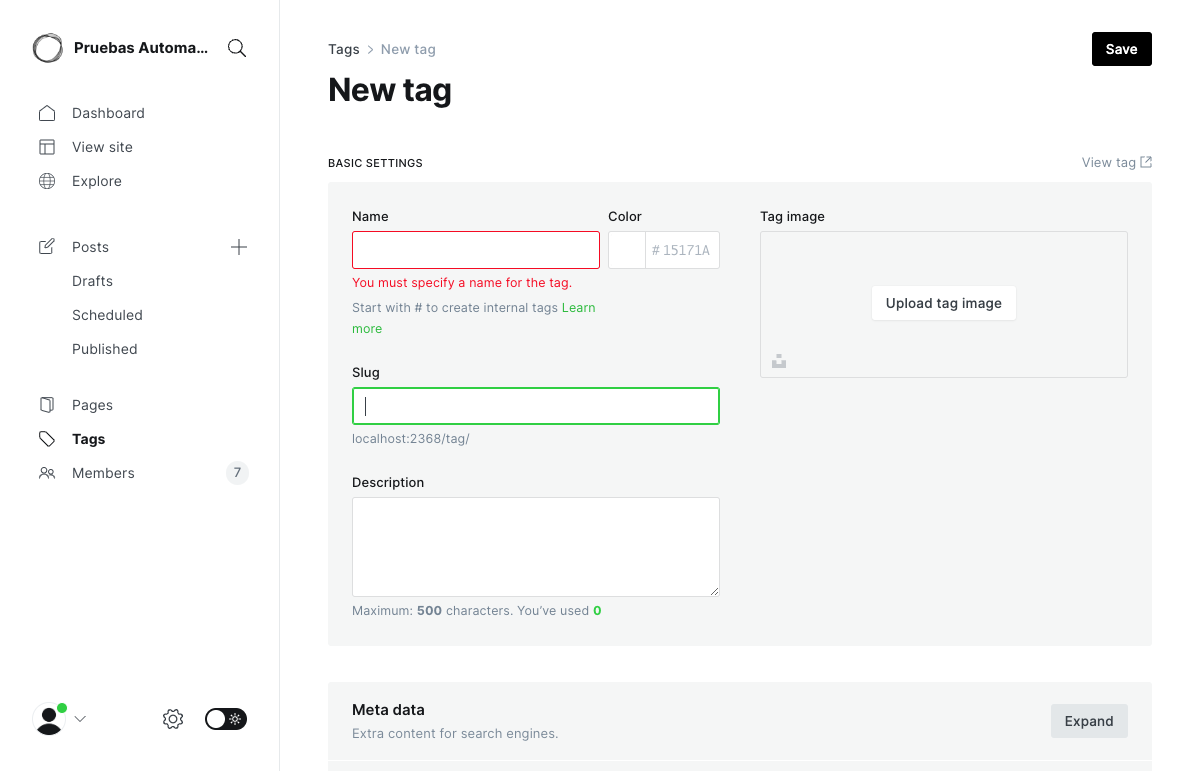 Pruebas Automa...
Dashboard
View site
Explore
Posts
Drafts
Scheduled
Published
Pages
Tags
Members 7
Tags > New tag
Save
New tag
BASIC SETTINGS
View tag
Name
Color
# 15171A
You must specify a name for the tag.
Start with # to create internal tags Learn
more
Slug
localhost:2368/tag/
Description
Maximum: 500 characters. You’ve used 0
Tag image
Upload tag image
Meta data
Extra content for search engines.
Expand